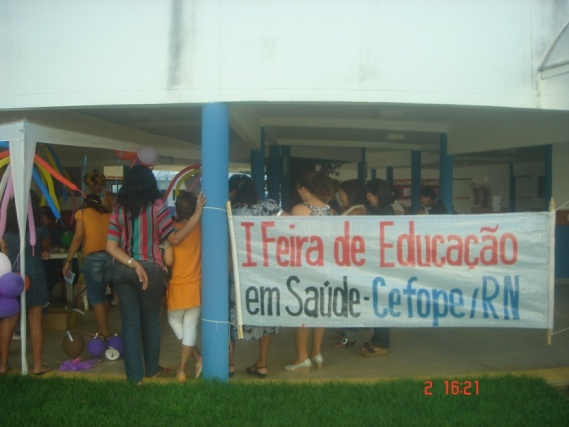 I Feira de Educação
em Saúde - Cefope/RN
2 16:21